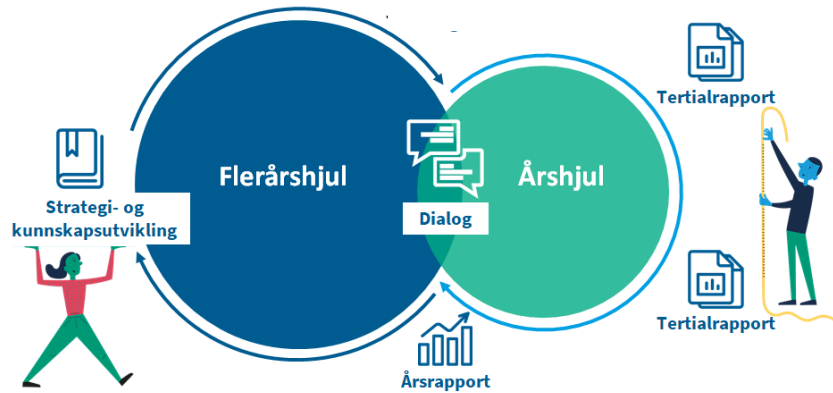 Tertialrapport
Flerårshjul
Årshjul
Strategi- og
kunnskapsutvikling
Dialog
Tertialrapport
Årsrapport